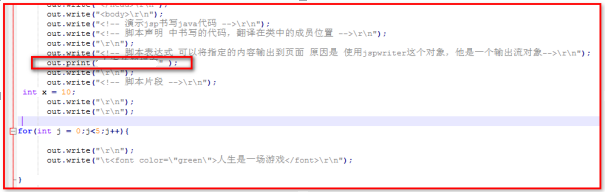 out.write("<body>\r\n");
out.write("<!-- 演示jsp书写java代码 -->\r\n");
out.write("<!-- 脚本声明 中书写的代码，翻译在类中的成员位置 -->\r\n");
out.write("\r\n");
out.write("<!-- 脚本表达式 可以将指定的内容输出到页面 原因是 使用jspwriter这个对象，他是一个输出流对象-->\r\n");
out.print("
");
out.write("\r\n");
out.write("<!-- 脚本片段 -->\r\n");
int x = 10;
out.write("\r\n");
out.write("\r\n");
for(int j = 0;j<5;j++){
out.write("\r\n");
out.write("\t<font color=\"green\">人生是一场游戏</font>\r\n");
}